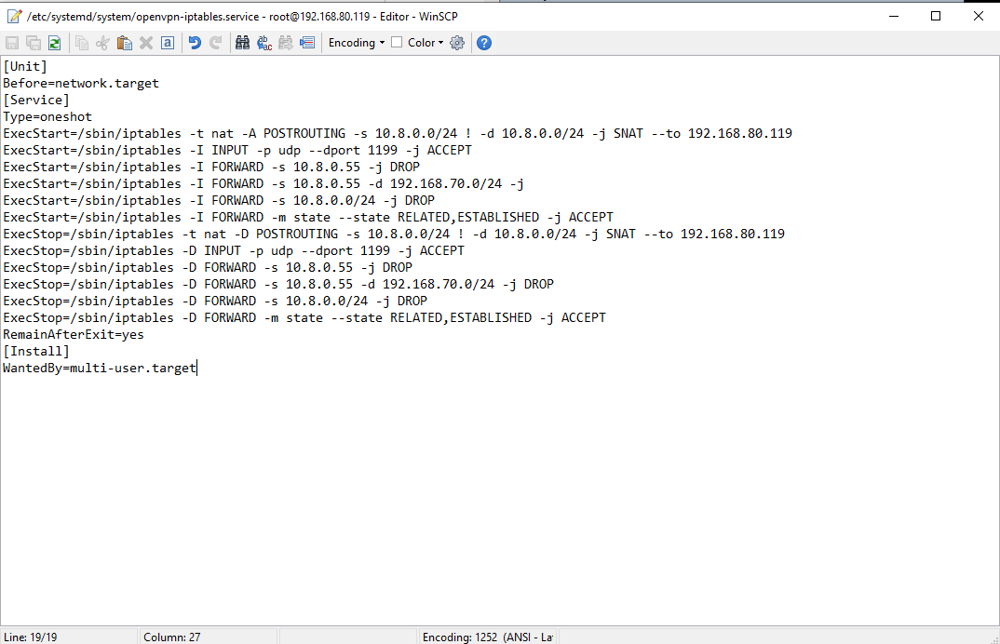 /etc/systemd/system/openvpn-iptables.service - root@192.168.80.119 - Editor - WinSCP
Encoding
Color
[Unit]
Before=network.target
[Service]
Type=oneshot
ExecStart=/sbin/iptables -t nat -A POSTROUTING -s 10.8.0.0/24 ! -d 10.8.0.0/24 -j SNAT --to 192.168.80.119
ExecStart=/sbin/iptables -I INPUT -p udp --dport 1199 -j ACCEPT
ExecStart=/sbin/iptables -I FORWARD -s 10.8.0.55 -j DROP
ExecStart=/sbin/iptables -I FORWARD -s 10.8.0.55 -d 192.168.70.0/24 -j
ExecStart=/sbin/iptables -I FORWARD -s 10.8.0.0/24 -j DROP
ExecStart=/sbin/iptables -I FORWARD -m state --state RELATED,ESTABLISHED -j ACCEPT
ExecStop=/sbin/iptables -t nat -D POSTROUTING -s 10.8.0.0/24 ! -d 10.8.0.0/24 -j SNAT --to 192.168.80.119
ExecStop=/sbin/iptables -D INPUT -p udp --dport 1199 -j ACCEPT
ExecStop=/sbin/iptables -D FORWARD -s 10.8.0.55 -j DROP
ExecStop=/sbin/iptables -D FORWARD -s 10.8.0.55 -d 192.168.70.0/24 -j DROP
ExecStop=/sbin/iptables -D FORWARD -s 10.8.0.0/24 -j DROP
ExecStop=/sbin/iptables -D FORWARD -m state --state RELATED,ESTABLISHED -j ACCEPT
RemainAfterExit=yes
[Install]
WantedBy=multi-user.target
Line: 19/19
Column: 27
Encoding: 1252 (ANSI - La